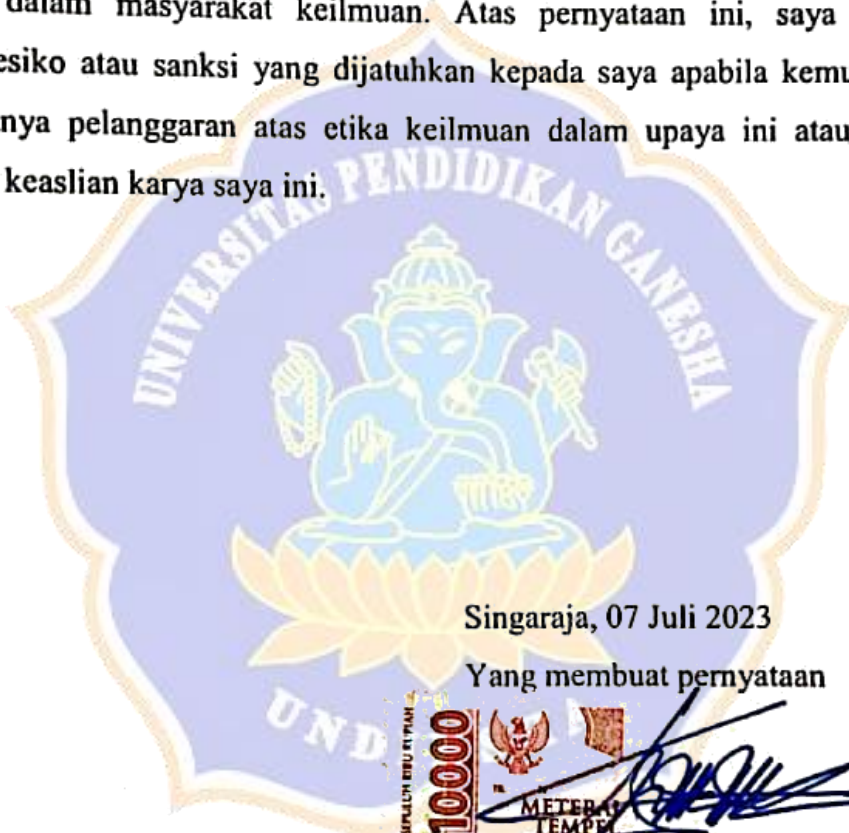 dalam masyarakat keilmuan. Atas pernyataan ini, saya
esiko atau sanksi yang dijatuhkan kepada saya apabila kemu
nya pelanggaran atas etika keilmuan dalam upaya ini atau
keaslian karya saya ini.
UNIVERSITAS PENDIDIKAN GANESHA
Singaraja, 07 Juli 2023
Yang membuat pernyataan
UND
10000
METERAI
TEMPEL